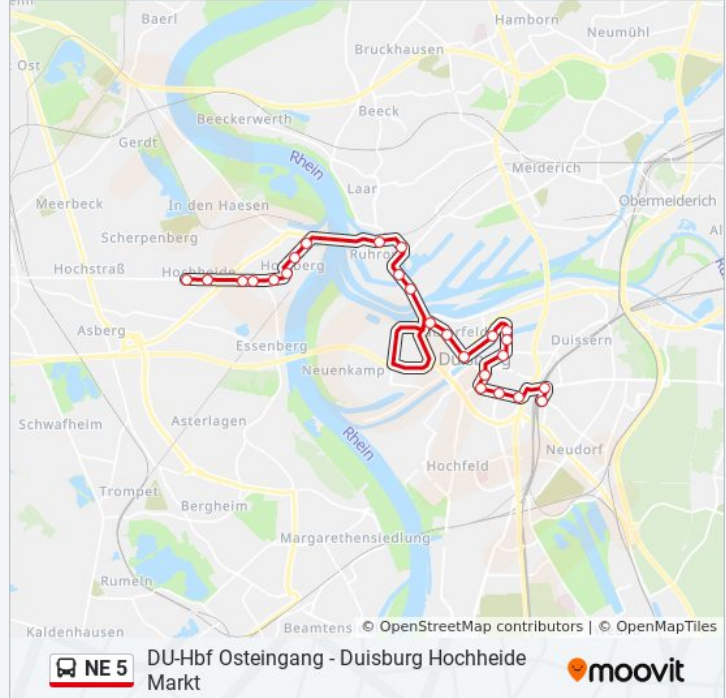 Baerl
Hamborn
Neumühl
Ost
Bruckhausen
Beeckerwerth
Beeck
Gerdt
Rhein
Meiderich
Laar
Meerbeck
In den Haesen
Obermeiderich
Scherpenberg
Al
Ruhrort
Hochstraß
Hochheide
Homberg
Asberg
Essenberg
Duissern
Duisburg
Neuenkamp
Schwafheim
Asterlagen
Rhein
Neudorf
Hochfeld
Trompet
Bergheim
Margarethensiedlung
Rumeln
Kaldenhausen
Beamtens
© OpenStreetMap contributors | © OpenMapTiles
NE 5
DU-Hbf Osteingang - Duisburg Hochheide
Markt
moovit